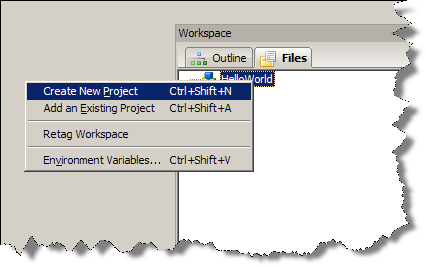 Workspace
Outline Files
HelloWorld
Create New Project Ctrl+Shift+N
Add an Existing Project Ctrl+Shift+A
Retag Workspace
Environment Variables... Ctrl+Shift+V